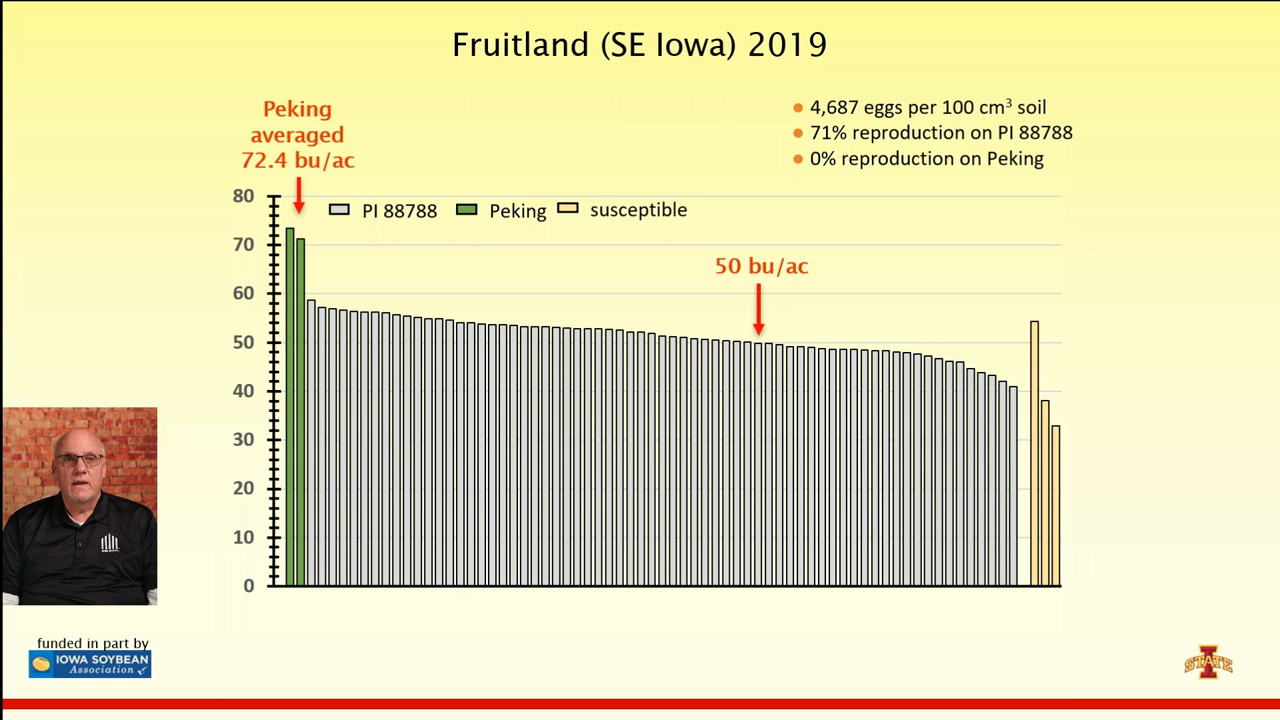 Fruitland (SE Iowa) 2019
Peking
averaged
72.4 bu/ac
4,687 eggs per 100 cm³ soil
71% reproduction on PI 88788
0% reproduction on Peking
PI 88788 Peking susceptible
50 bu/ac
80
70
60
50
40
30
20
10
0
funded in part by
IOWA SOYBEAN
Association
STATE